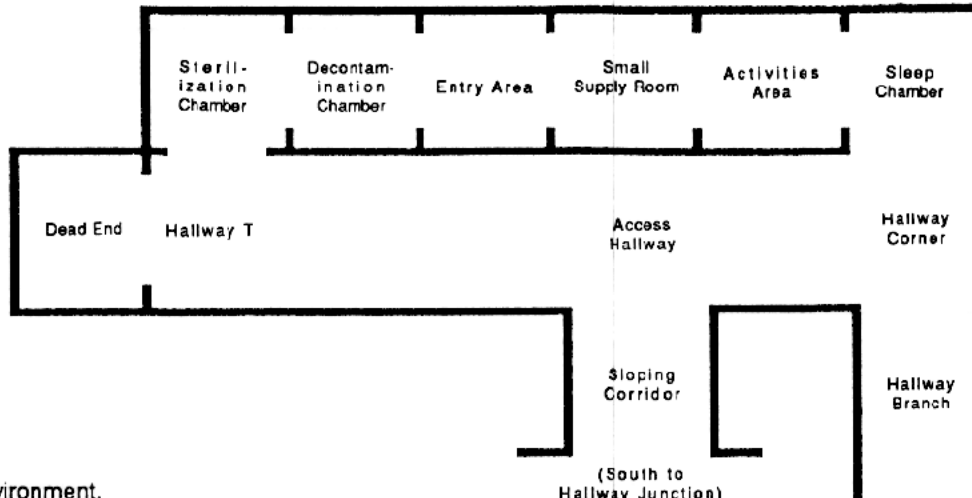 Steril-
ization
Chamber
Decontam-
ination
Chamber
Entry Area
Small
Supply Room
Activities
Area
Sleep
Chamber
Dead End
Hallway T
Access
Hallway
Hallway
Corner
Sloping
Corridor
Hallway
Branch
(South to
Hallway Junction)
vironment.